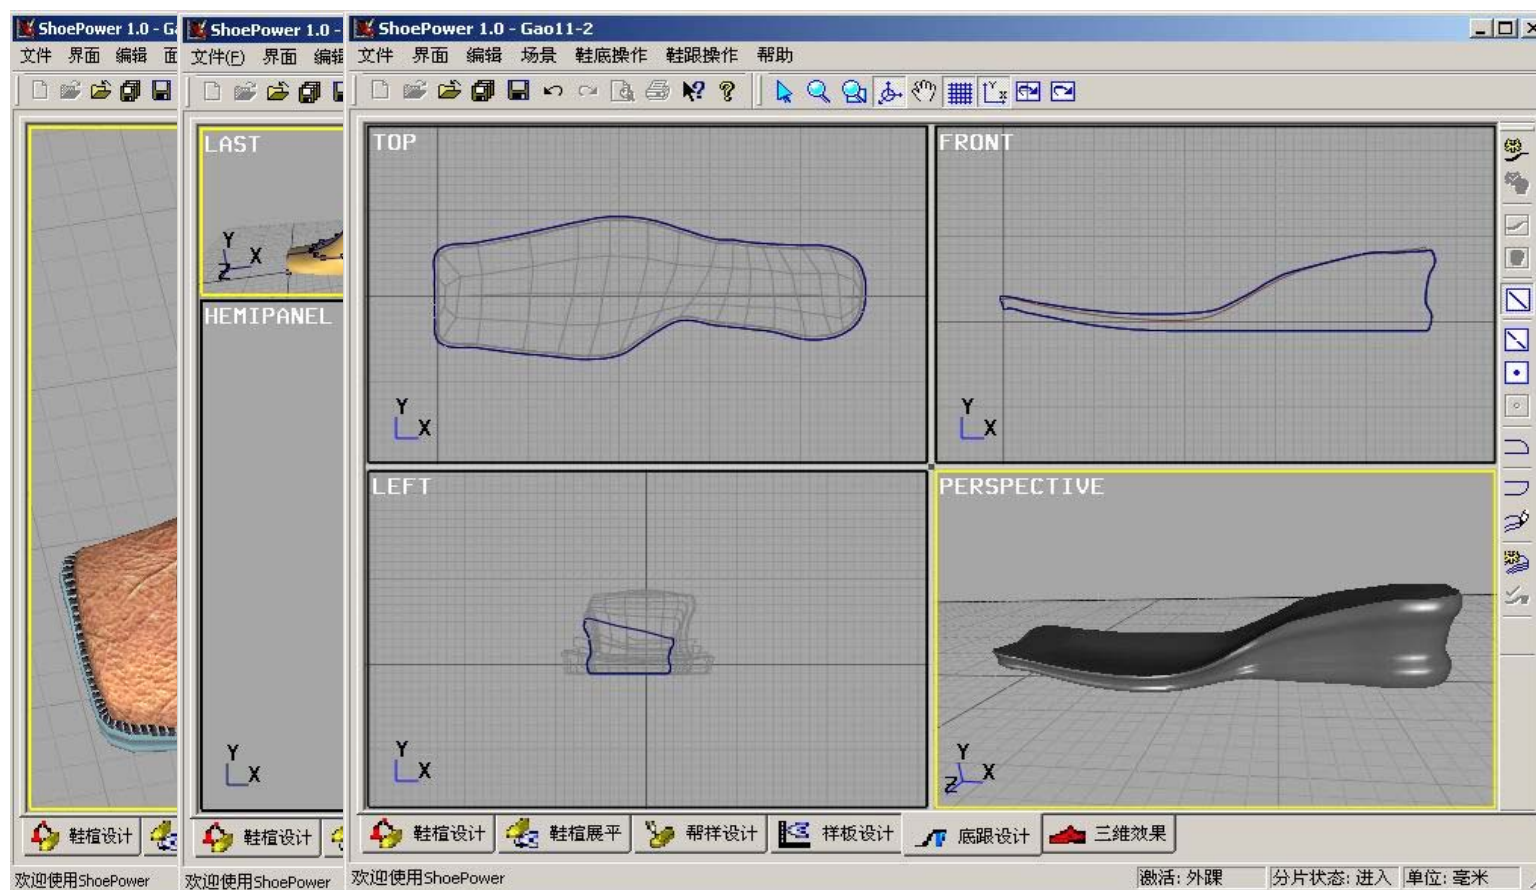 ShoePower 1.0 - Ga
文件 界面 编辑 面
欢迎使用ShoePower
鞋楦设计
ShoePower 1.0 -
文件(F) 界面 编辑
LAST
Y
X
Z
HEMIPANEL
Y
X
鞋楦设计
欢迎使用ShoePower
ShoePower 1.0 - Gao11-2
文件 界面 编辑 场景 鞋底操作 鞋跟操作 帮助
TOP
Y
X
FRONT
Y
X
LEFT
Y
X
PERSPECTIVE
Y
X
Z
鞋楦设计 鞋楦展平 帮样设计 样板设计 底跟设计 三维效果
欢迎使用ShoePower 激活: 外踝 分片状态: 进入 单位: 毫米